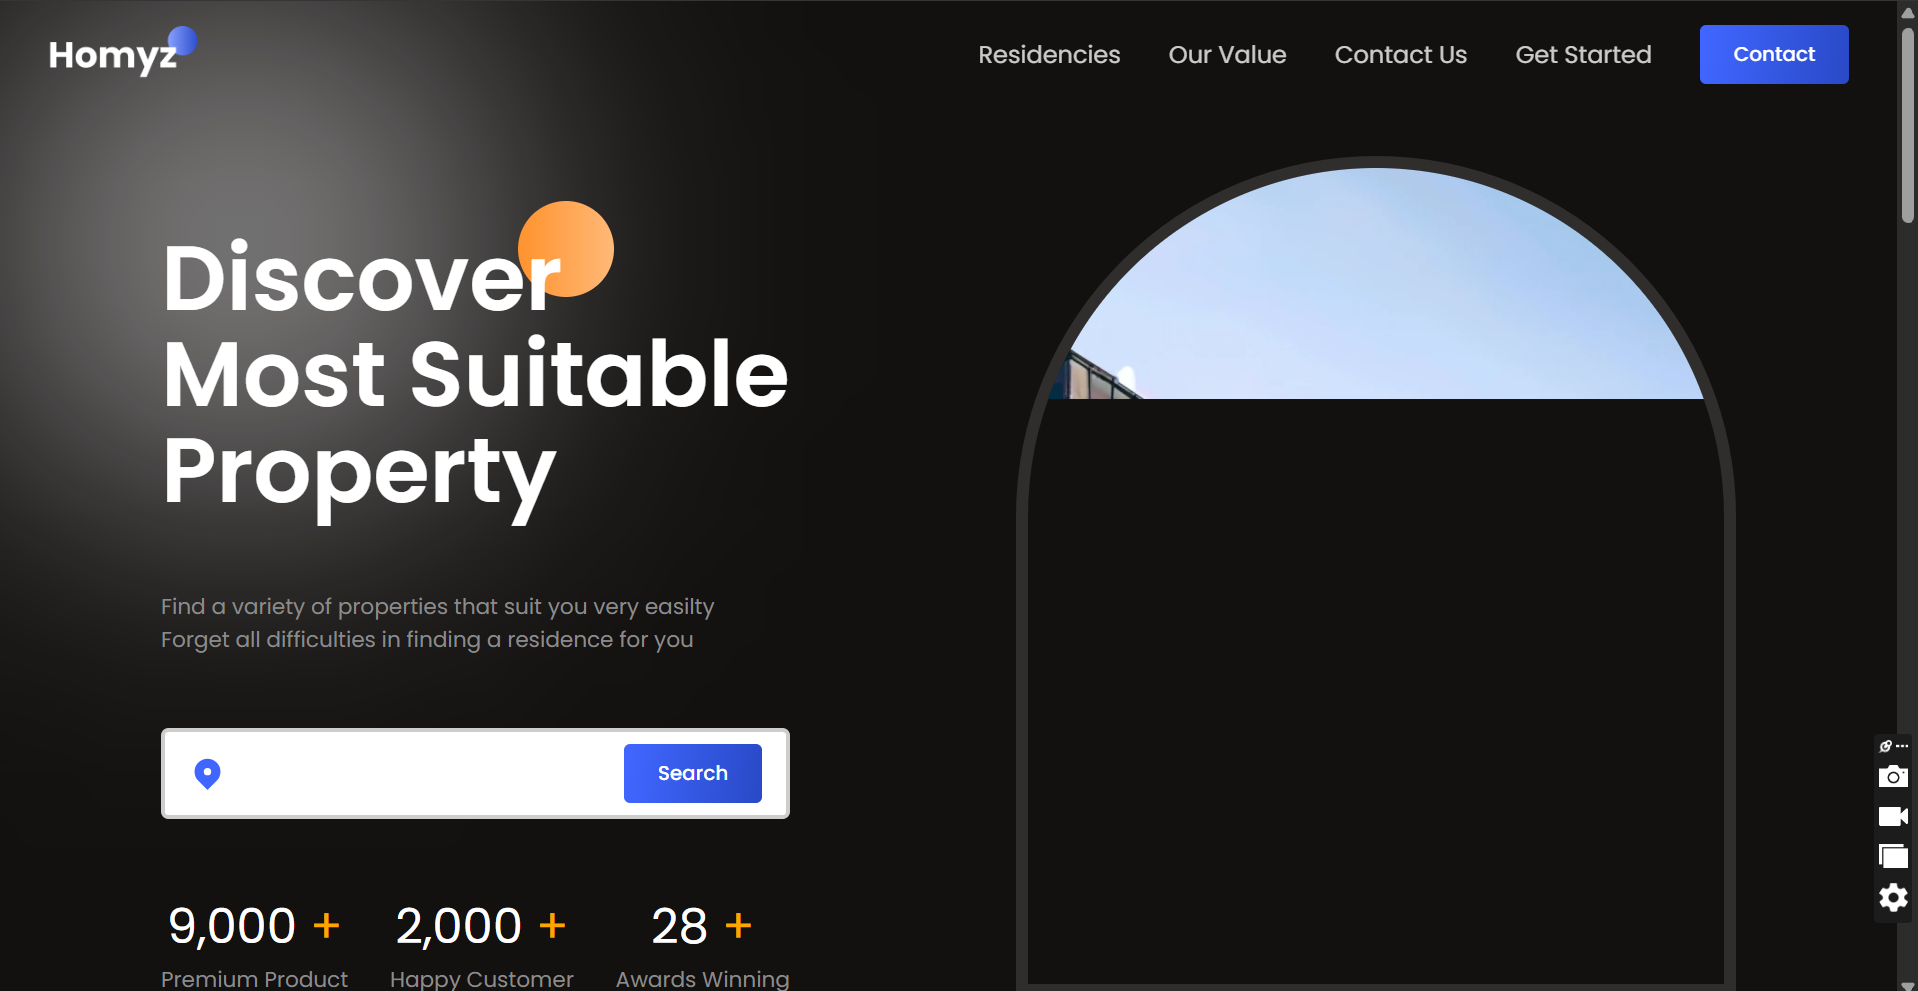 Homyz
Residencies Our Value Contact Us Get Started Contact
Discover
Most Suitable
Property
Find a variety of properties that suit you very easilty
Forget all difficulties in finding a residence for you
Search
9,000 + 2,000 + 28 +
Premium Product Happy Customer Awards Winning